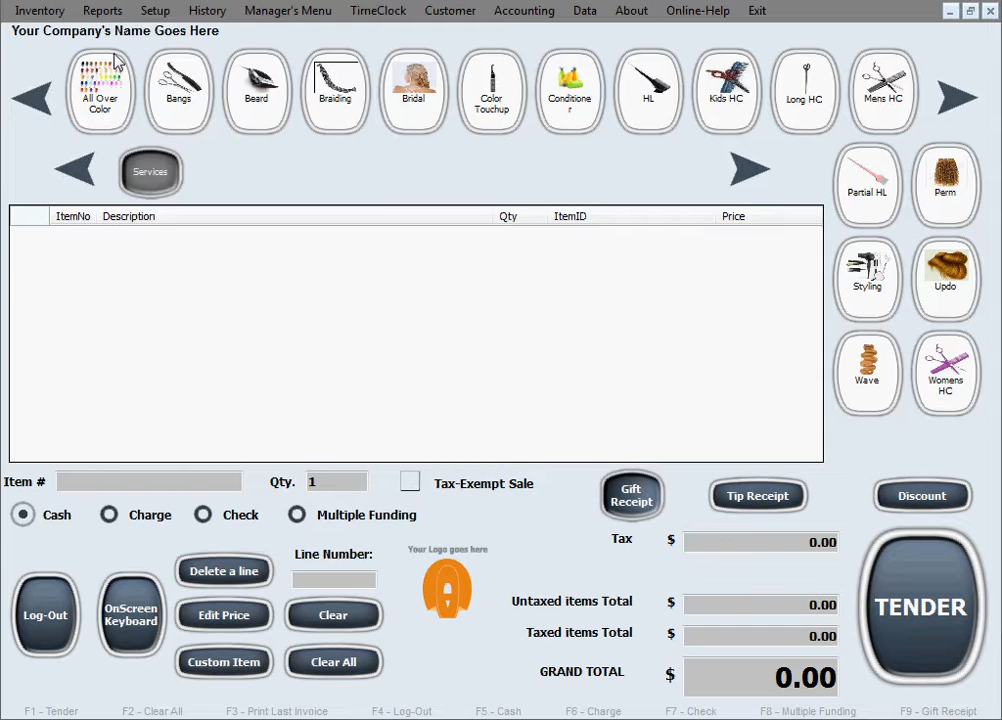 Inventory Reports Setup History Manager's Menu TimeClock Customer Accounting Data About Online-Help Exit
Your Company's Name Goes Here
All Over
Color
Bangs
Beard
Braiding
Bridal
Color
Touchup
Conditione
r
HL
Kids HC
Long HC
Mens HC
Services
Partial HL
Perm
ItemNo Description Qty ItemID Price
Styling
Updo
Wave
Womens
HC
Item # Qty. 1 Tax-Exempt Sale
Gift
Receipt
Tip Receipt
Discount
Cash Charge Check Multiple Funding
Tax $ 0.00
Line Number:
Your Logo goes here
Delete a line
Log-Out
OnScreen
Keyboard
Edit Price
Clear
Untaxed items Total $ 0.00
TENDER
Taxed items Total $ 0.00
Custom Item
Clear All
GRAND TOTAL $ 0.00
F1 - Tender F2 - Clear All F3 - Print Last Invoice F4 - Log-Out F5 - Cash F6 - Charge F7 - Check F8 - Multiple Funding F9 - Gift Receipt